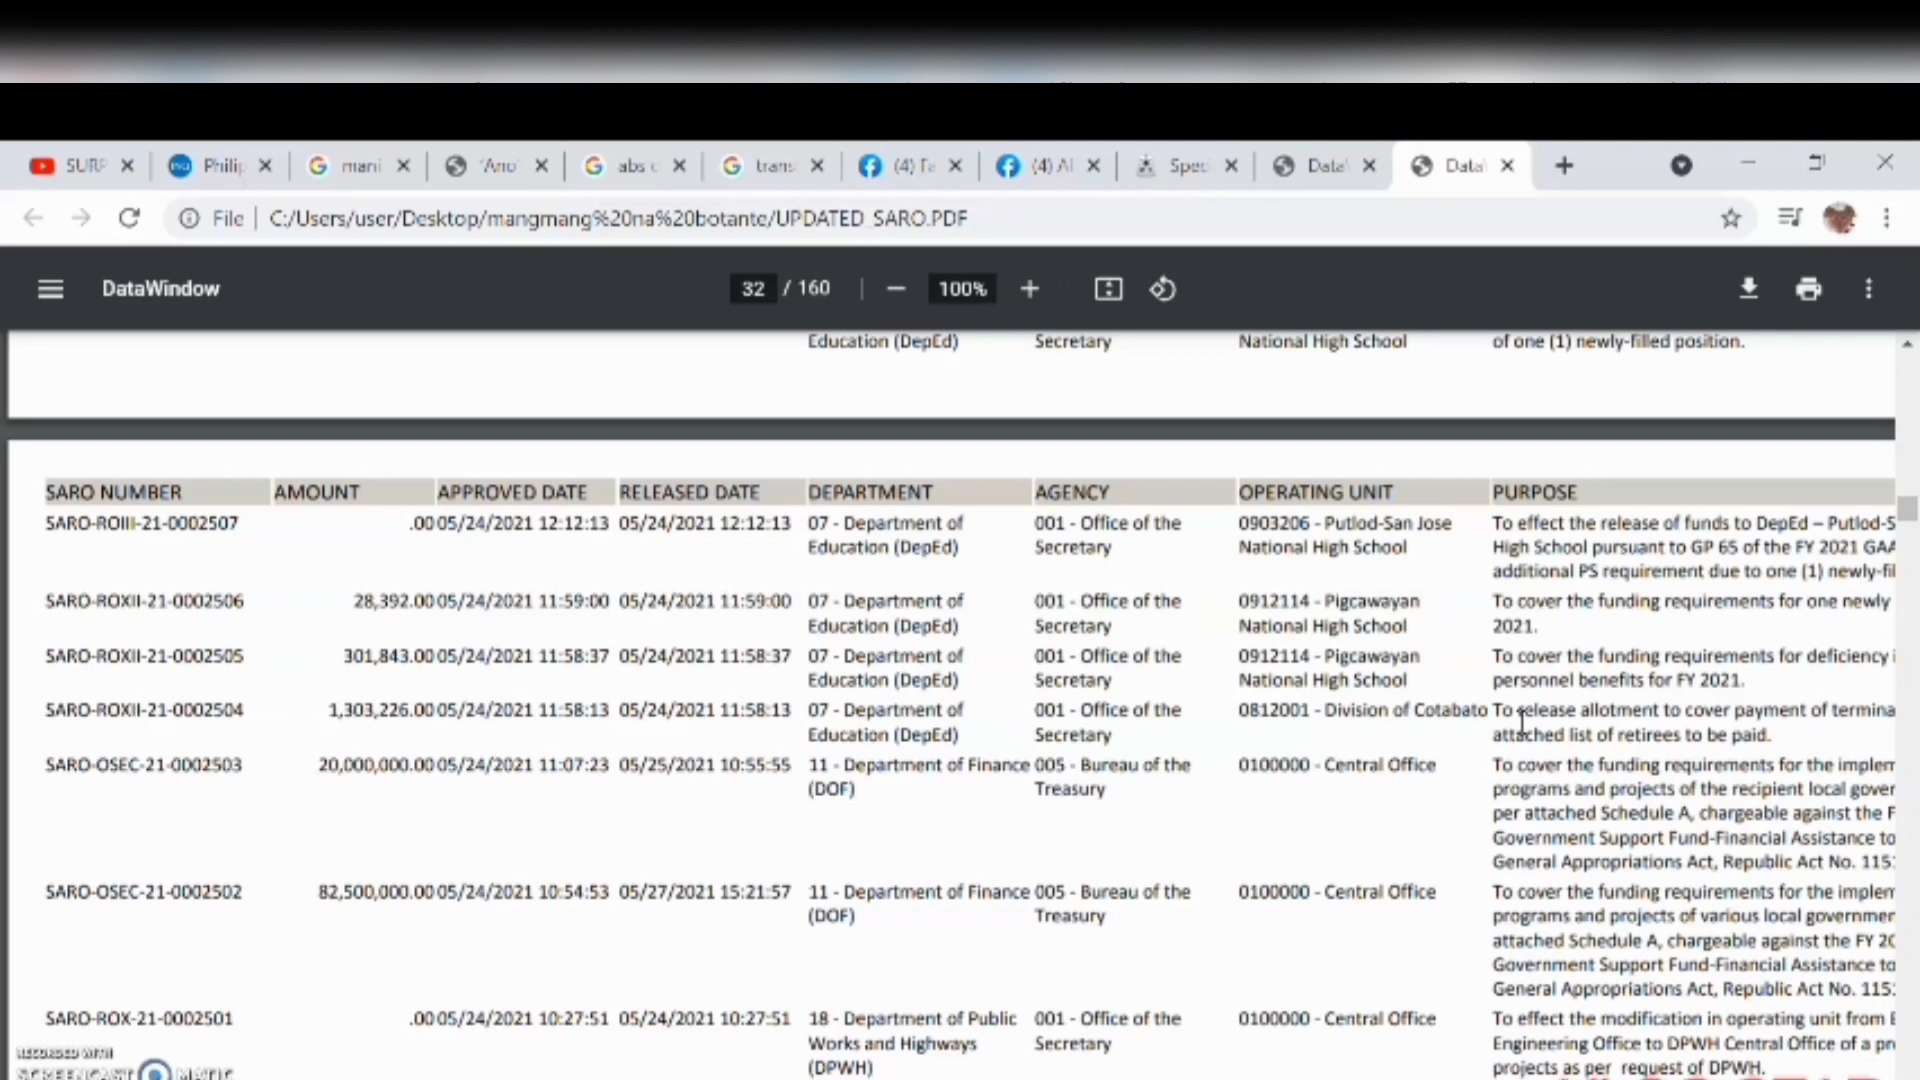 SURP
Philip
mani
'Ano'
abs c
trans
(4) Fa
(4) Al
Speci
Data
Data
File
C:/Users/user/Desktop/mangmang%20na%20botante/UPDATED_SARO.PDF
DataWindow
32 / 160
100%
Education (DepEd) Secretary National High School of one (1) newly-filled position.
SARO NUMBER AMOUNT APPROVED DATE RELEASED DATE DEPARTMENT AGENCY OPERATING UNIT PURPOSE
SARO-ROIII-21-0002507 .00 05/24/2021 12:12:13 05/24/2021 12:12:13 07 - Department of 001 - Office of the 0903206 - Putlod-San Jose To effect the release of funds to DepEd – Putlod-S
Education (DepEd) Secretary National High School High School pursuant to GP 65 of the FY 2021 GAA
additional PS requirement due to one (1) newly-fil
SARO-ROXII-21-0002506 28,392.00 05/24/2021 11:59:00 05/24/2021 11:59:00 07 - Department of 001 - Office of the 0912114 - Pigcawayan To cover the funding requirements for one newly
Education (DepEd) Secretary National High School 2021.
SARO-ROXII-21-0002505 301,843.00 05/24/2021 11:58:37 05/24/2021 11:58:37 07 - Department of 001 - Office of the 0912114 - Pigcawayan To cover the funding requirements for deficiency i
Education (DepEd) Secretary National High School personnel benefits for FY 2021.
SARO-ROXII-21-0002504 1,303,226.00 05/24/2021 11:58:13 05/24/2021 11:58:13 07 - Department of 001 - Office of the 0812001 - Division of Cotabato To release allotment to cover payment of termina
Education (DepEd) Secretary attached list of retirees to be paid.
SARO-OSEC-21-0002503 20,000,000.00 05/24/2021 11:07:23 05/25/2021 10:55:55 11 - Department of Finance 005 - Bureau of the 0100000 - Central Office To cover the funding requirements for the implem
(DOF) Treasury programs and projects of the recipient local gover
per attached Schedule A, chargeable against the F
Government Support Fund-Financial Assistance to
General Appropriations Act, Republic Act No. 115
SARO-OSEC-21-0002502 82,500,000.00 05/24/2021 10:54:53 05/27/2021 15:21:57 11 - Department of Finance 005 - Bureau of the 0100000 - Central Office To cover the funding requirements for the implem
(DOF) Treasury programs and projects of various local governmer
attached Schedule A, chargeable against the FY 20
Government Support Fund-Financial Assistance to
General Appropriations Act, Republic Act No. 115
SARO-ROX-21-0002501 .00 05/24/2021 10:27:51 05/24/2021 10:27:51 18 - Department of Public 001 - Office of the 0100000 - Central Office To effect the modification in operating unit from E
Works and Highways Secretary Engineering Office to DPWH Central Office of a pr
(DPWH) projects as per request of DPWH.
RECORDED WITH
SCREENCAST MATIC